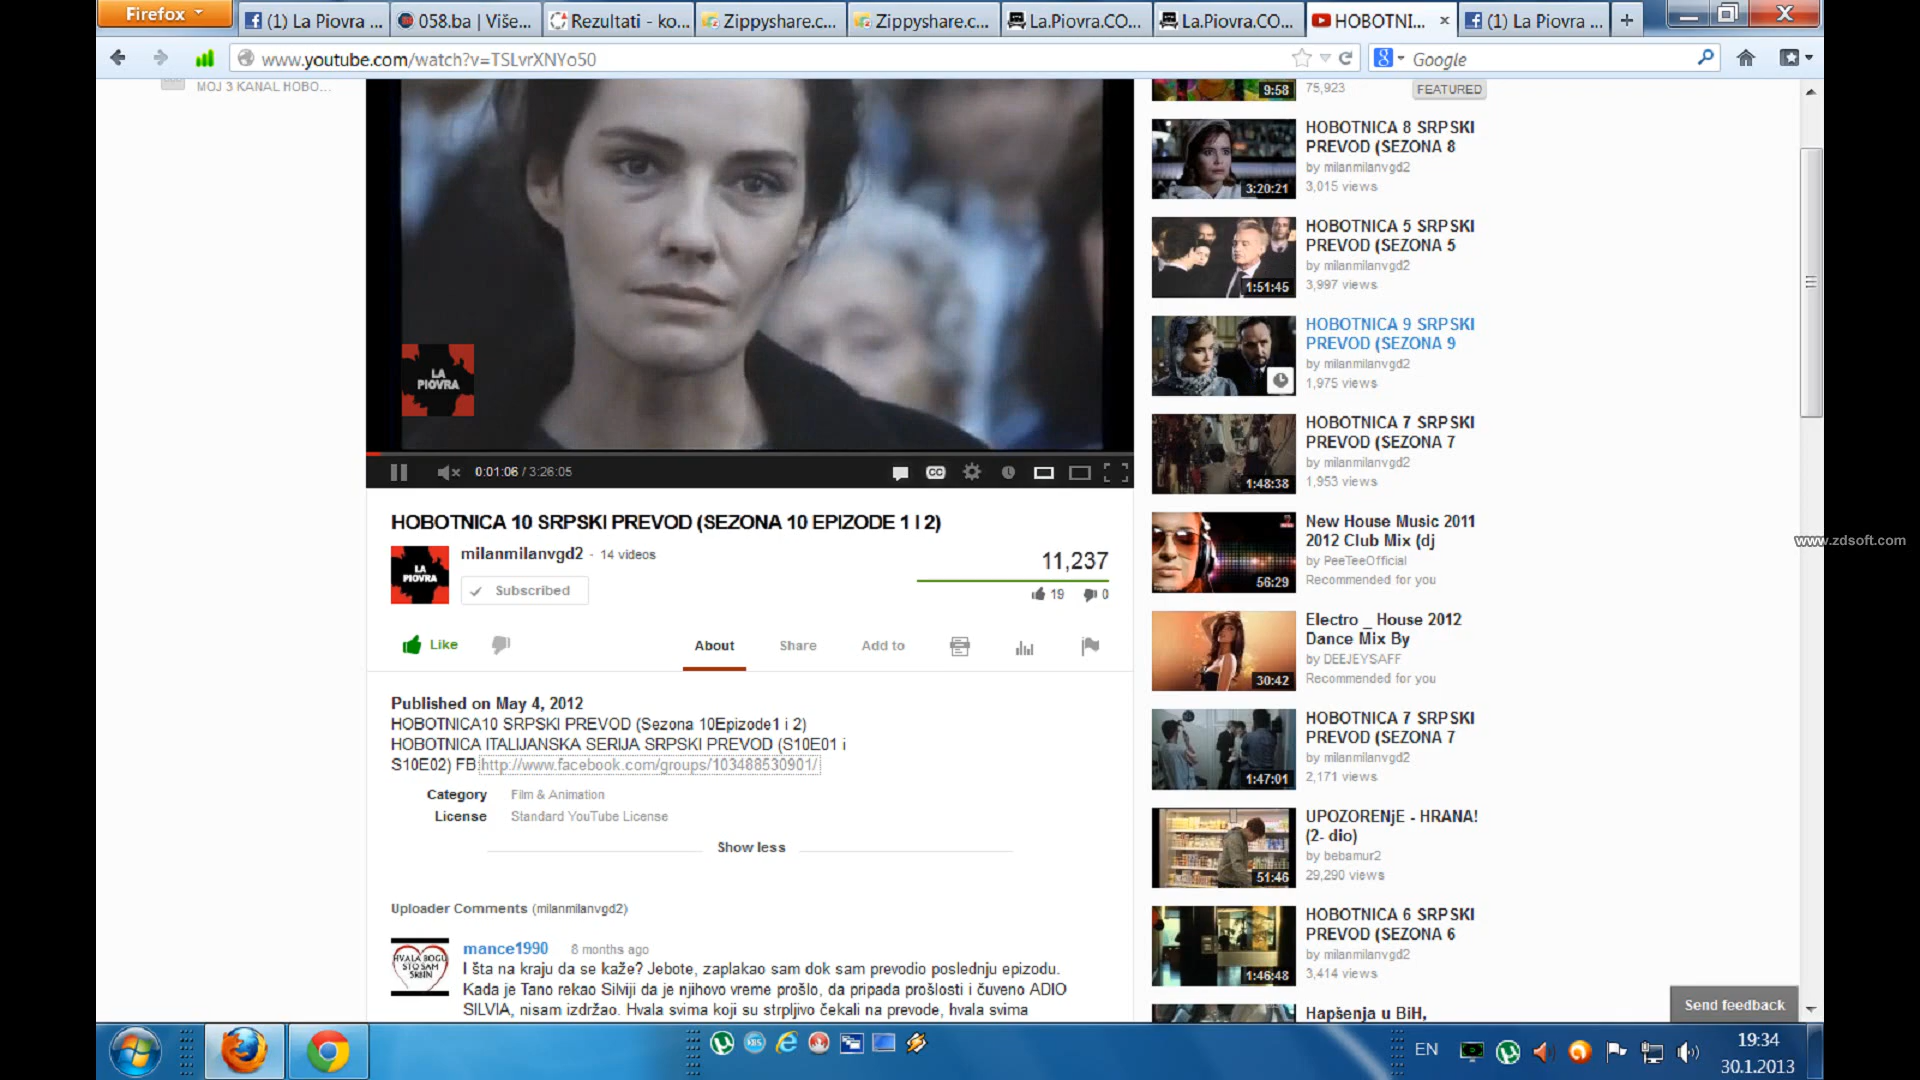 Firefox
(1) La Piovra ...
058.ba | Više...
Rezultati - ko...
Zippyshare.c...
Zippyshare.c...
La.Piovra.CO...
La.Piovra.CO...
HOBOTNI...
(1) La Piovra ...
www.youtube.com/watch?v=TSLvrXNYo50
Google
MOJ 3 KANAL HOBO...
9:58
75,923
FEATURED
LA
PIOVRA
0:01:06 / 3:26:05
CC
HOBOTNICA 10 SRPSKI PREVOD (SEZONA 10 EPIZODE 1 I 2)
LA
PIOVRA
milanmilanvgd2 - 14 videos
Subscribed
11,237
19
0
Like
About
Share
Add to
Published on May 4, 2012
HOBOTNICA10 SRPSKI PREVOD (Sezona 10Epizode1 i 2)
HOBOTNICA ITALIJANSKA SERIJA SRPSKI PREVOD (S10E01 i
S10E02) FB:http://www.facebook.com/groups/103488530901/
Category Film & Animation
License Standard YouTube License
Show less
Uploader Comments (milanmilanvgd2)
HVALA BOGU
STO SAM
SRBIN
mance1990 8 months ago
I šta na kraju da se kaže? Jebote, zaplakao sam dok sam prevodio poslednju epizodu.
Kada je Tano rekao Silviji da je njihovo vreme prošlo, da pripada prošlosti i čuveno ADIO
SILVIA, nisam izdržao. Hvala svima koji su strpljivo čekali na prevode, hvala svima
3:20:21
HOBOTNICA 8 SRPSKI
PREVOD (SEZONA 8
by milanmilanvgd2
3,015 views
1:51:45
HOBOTNICA 5 SRPSKI
PREVOD (SEZONA 5
by milanmilanvgd2
3,997 views
HOBOTNICA 9 SRPSKI
PREVOD (SEZONA 9
by milanmilanvgd2
1,975 views
1:48:38
HOBOTNICA 7 SRPSKI
PREVOD (SEZONA 7
by milanmilanvgd2
1,953 views
56:29
New House Music 2011
2012 Club Mix (dj
by PeeTeeOfficial
Recommended for you
30:42
Electro _ House 2012
Dance Mix By
by DEEJEYSAFF
Recommended for you
1:47:01
HOBOTNICA 7 SRPSKI
PREVOD (SEZONA 7
by milanmilanvgd2
2,171 views
51:46
UPOZORENjE - HRANA!
(2- dio)
by bebamur2
29,290 views
1:46:48
HOBOTNICA 6 SRPSKI
PREVOD (SEZONA 6
by milanmilanvgd2
3,414 views
Hapšenja u BiH,
Send feedback
www.zdsoft.com
EN
19:34
30.1.2013